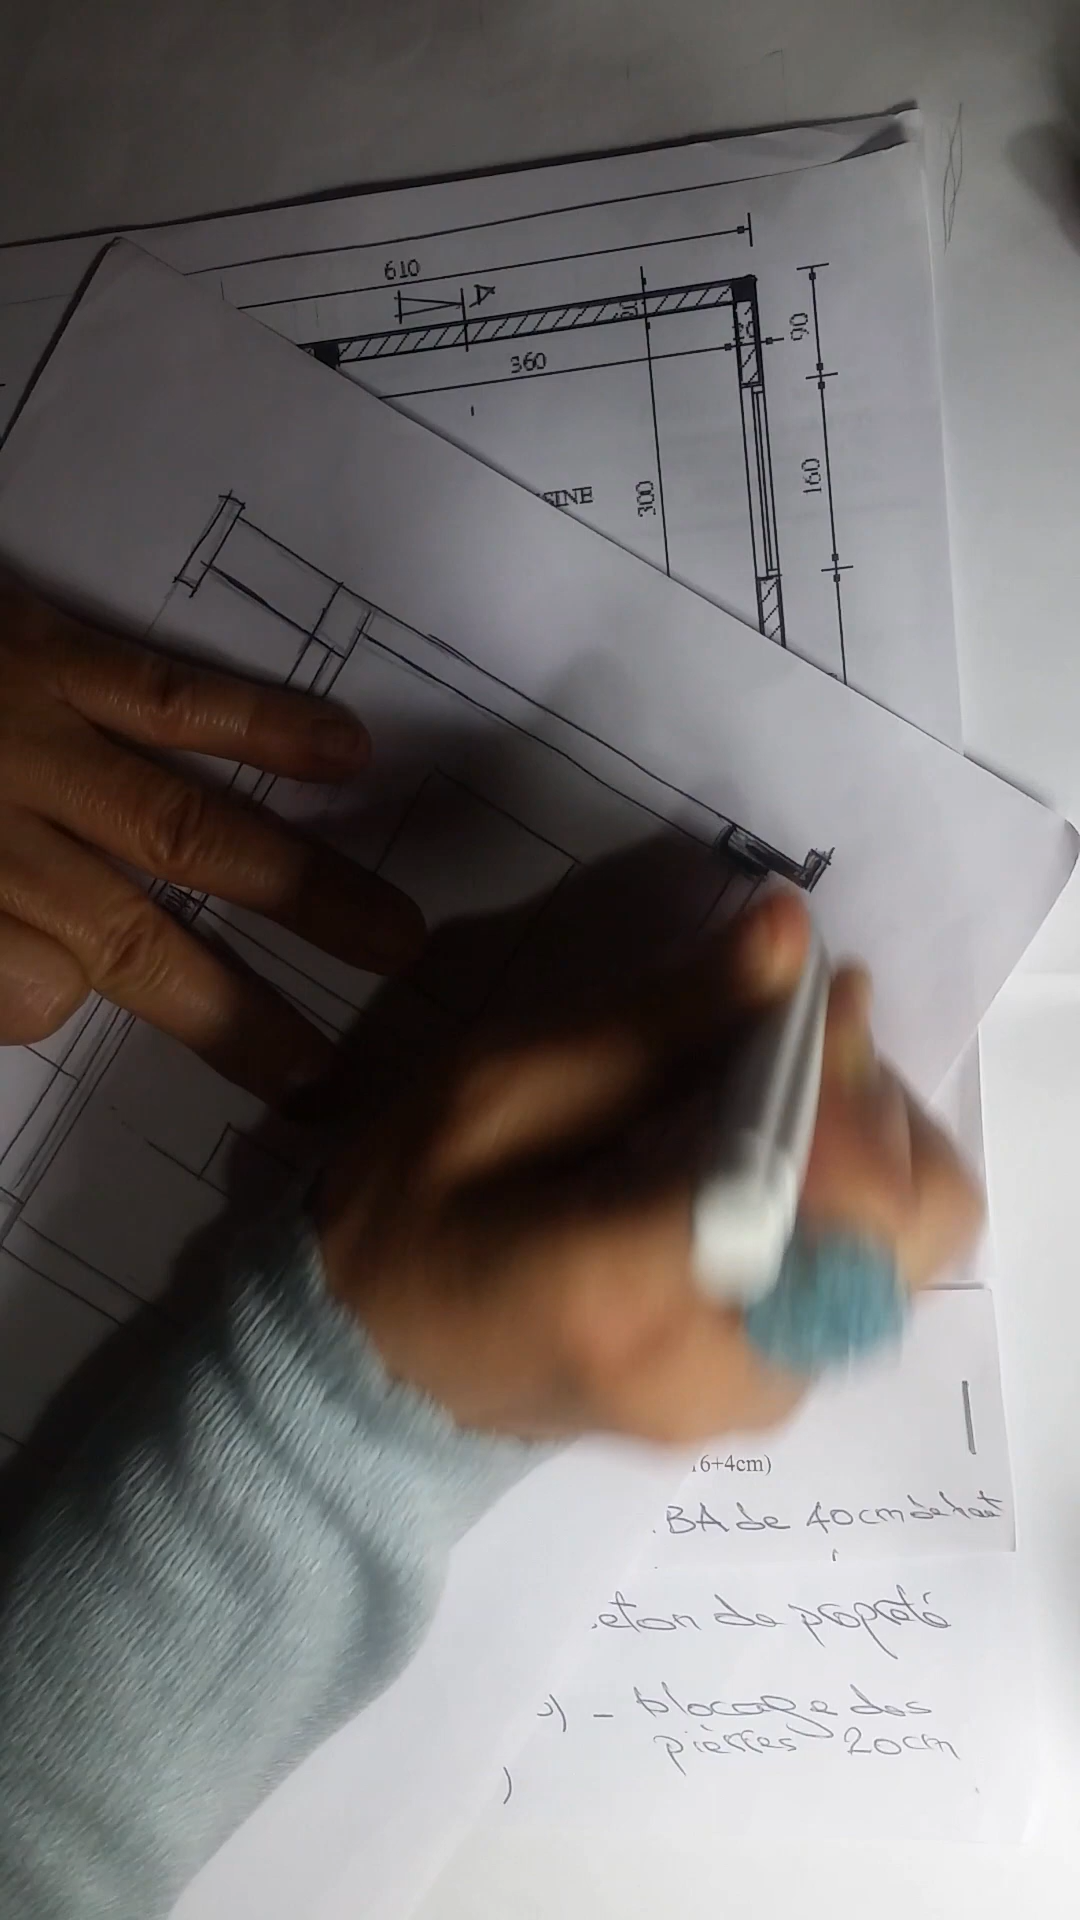 610
A
360
90
160
300
SINE
6+4cm)
BA de 40cm de haut
eton de propreté
- blocage des
pierres 20cm
)